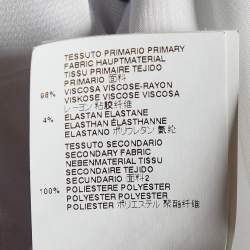 TESSUTO PRIMARIO PRIMARY
FABRIC HAUPTMATERIAL
TISSU PRIMAIRE TEJIDO
PRIMARIO 面料
96% VISCOSA VISCOSE-RAYON
VISKOSE VISCOSE VISCOSA
レーヨン 粘胶纤维
4% ELASTAN ELASTANE
ELASTHAN ELASTHANNE
ELASTANO ポリウレタン 氨纶
TESSUTO SECONDARIO
SECONDARY FABRIC
NEBENMATERIAL TISSU
SECONDAIRE TEJIDO
SECUNDARIO 面料2
100% POLIESTERE POLYESTER
POLYESTER POLYESTER
POLIESTER ポリエステル 聚酯纤维